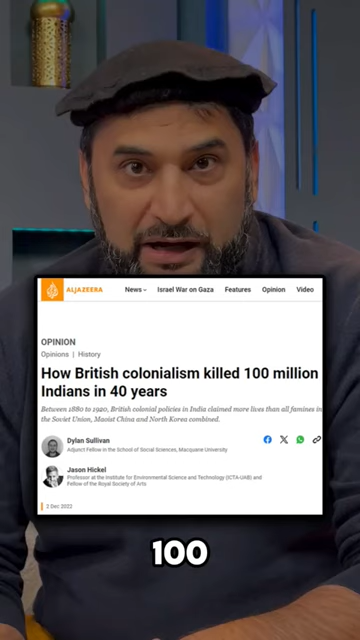 ALJAZEERA
News
Israel War on Gaza
Features
Opinion
Video
OPINION
Opinions | History
How British colonialism killed 100 million
Indians in 40 years
Between 1880 to 1920, British colonial policies in India claimed more lives than all famines in
the Soviet Union, Maoist China and North Korea combined.
Dylan Sullivan
Adjunct Fellow in the School of Social Sciences, Macquarie University
Jason Hickel
Professor at the Institute for Environmental Science and Technology (ICTA-UAB) and
Fellow of the Royal Society of Arts
2 Dec 2022
100